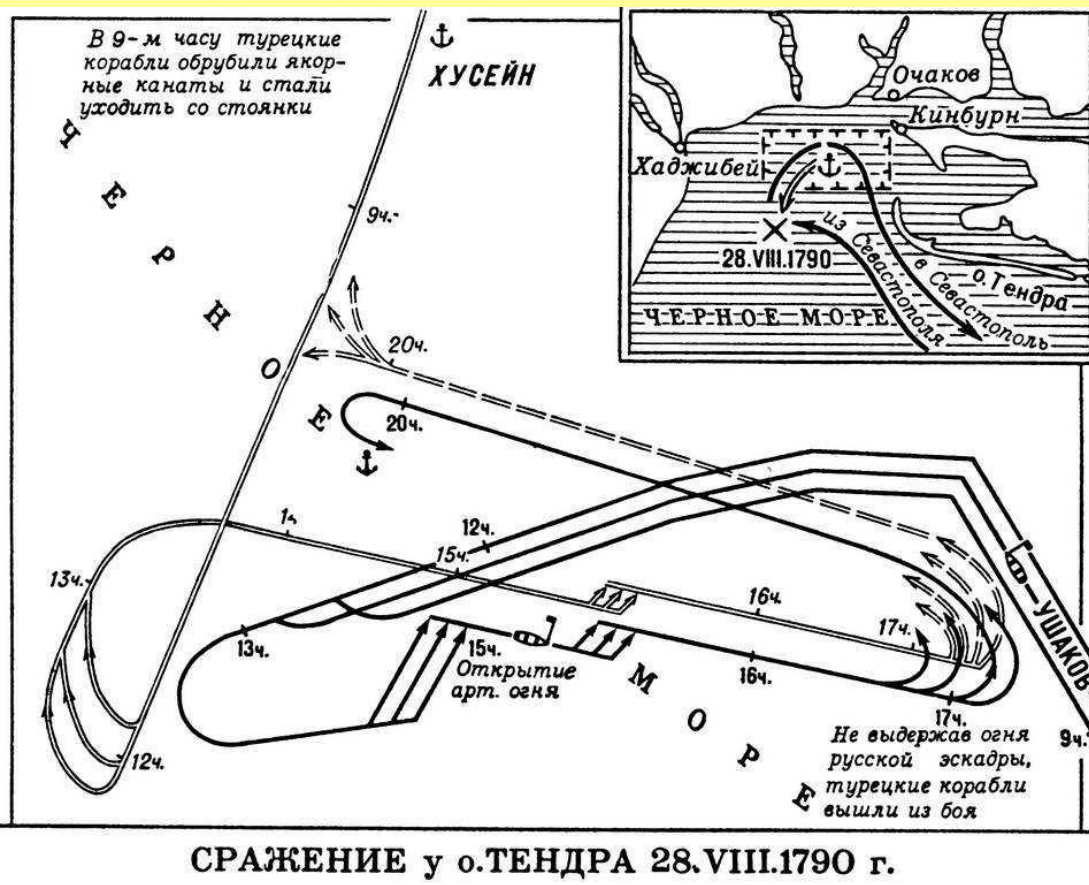 В 9-м часу турецкие
корабли обрубили якор-
ные канаты и стали
уходить со стоянки
ХУСЕЙН
Очаков
Кинбурн
Хаджибей
28.VIII.1790
из Севастополя
в Севастополь
о.Тендра
ЧЕРНОЕ МОРЕ
ЧЕРНОЕ
МОРЕ
9ч.
20ч.
20ч.
12ч.
1ч.
15ч.
13ч.
16ч.
17ч.
13ч.
15ч.
Открытие
арт. огня
16ч.
17ч.
12ч.
УШАКОВ
9ч.
Не выдержав огня
русской эскадры,
турецкие корабли
вышли из боя
СРАЖЕНИЕ у о.ТЕНДРА 28.VIII.1790 г.